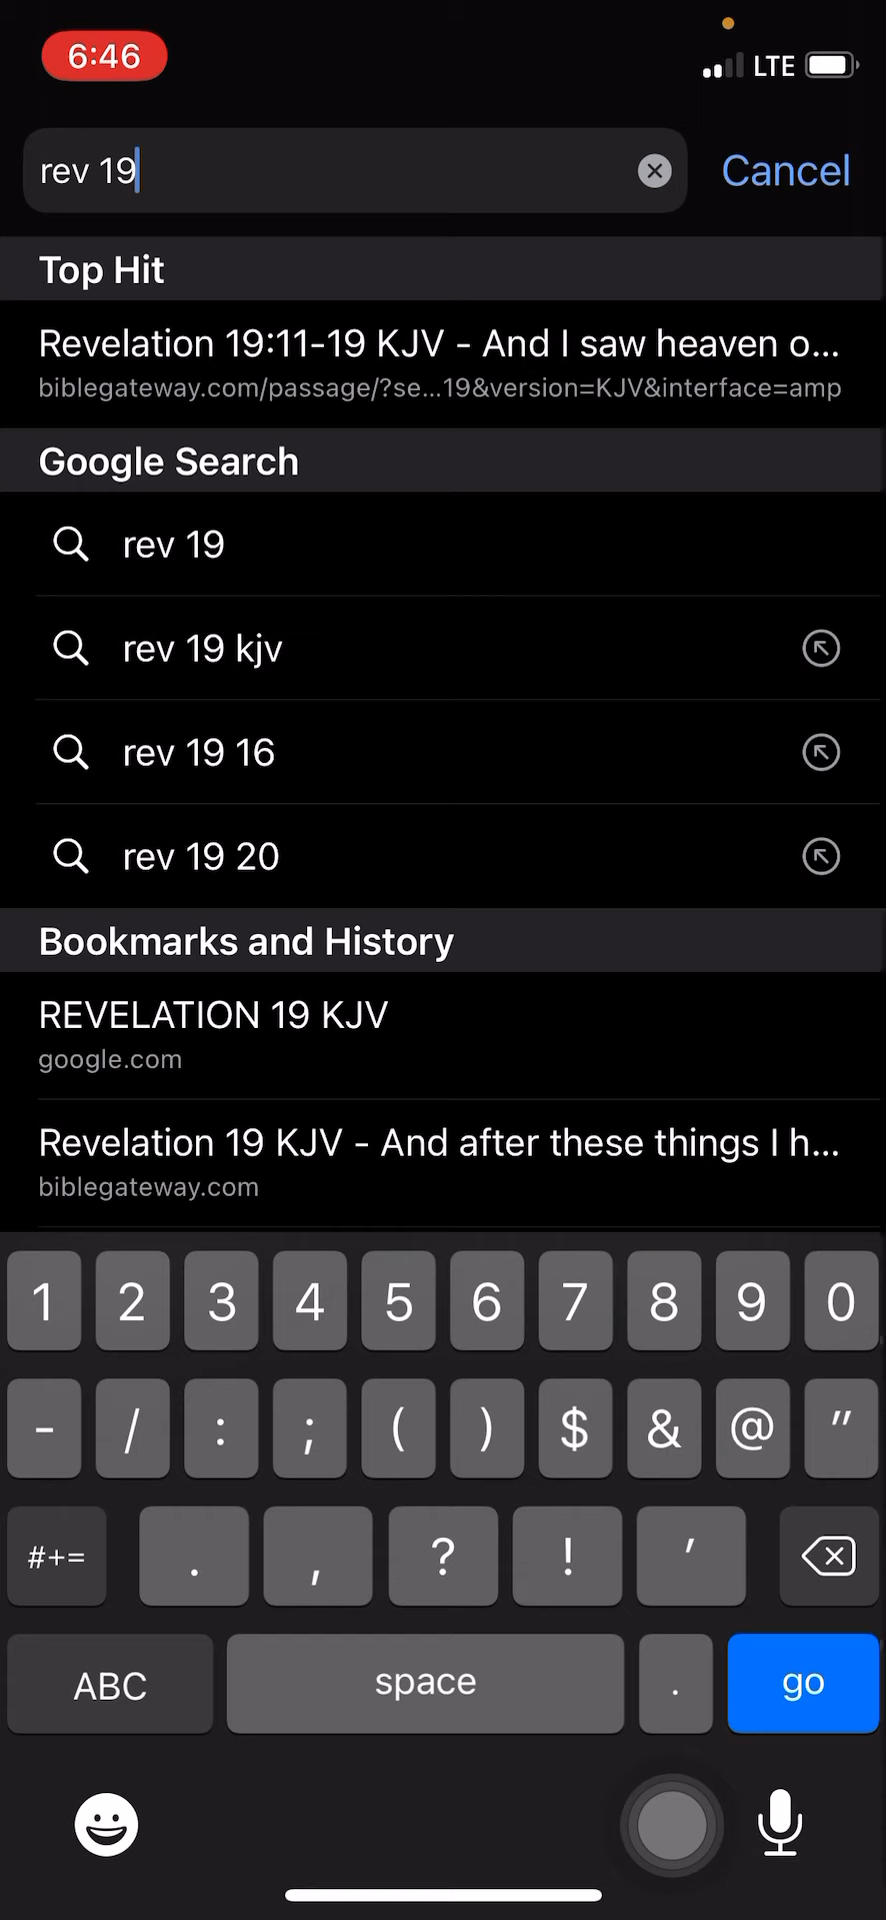 6:46
LTE
rev 19
Cancel
Top Hit
Revelation 19:11-19 KJV - And I saw heaven o...
biblegateway.com/passage/?se...19&version=KJV&interface=amp
Google Search
rev 19
rev 19 kjv
rev 19 16
rev 19 20
Bookmarks and History
REVELATION 19 KJV
google.com
Revelation 19 KJV - And after these things I h...
biblegateway.com
1 2 3 4 5 6 7 8 9 0
- / : ; ( ) $ & @ "
#+= . , ? ! '
ABC space . go